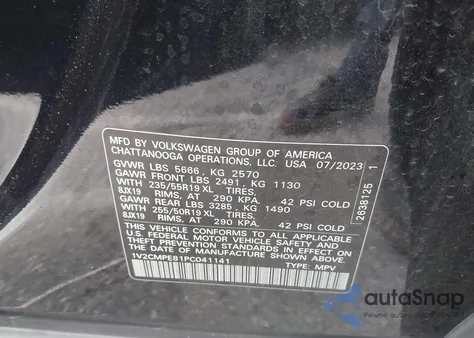 MFD BY VOLKSWAGEN GROUP OF AMERICA
CHATTANOOGA OPERATIONS, LLC. USA 07/2023
GVWR LBS 5666, KG 2570
GAWR FRONT LBS 2491, KG 1130
WITH 235/55R19 XL TIRES,
8JX19 RIMS, AT 290 KPA, 42 PSI COLD
GAWR REAR LBS 3285, KG 1490
WITH 255/50R19 XL TIRES,
8JX19 RIMS, AT 290 KPA, 42 PSI COLD
THIS VEHICLE CONFORMS TO ALL APPLICABLE
U.S. FEDERAL MOTOR VEHICLE SAFETY AND
THEFT PREVENTION STANDARDS IN EFFECT ON
THE DATE OF MANUFACTURE SHOWN ABOVE.
1V2CMPE81PC041141 TYPE: MPV
2638126 1
autoSnap